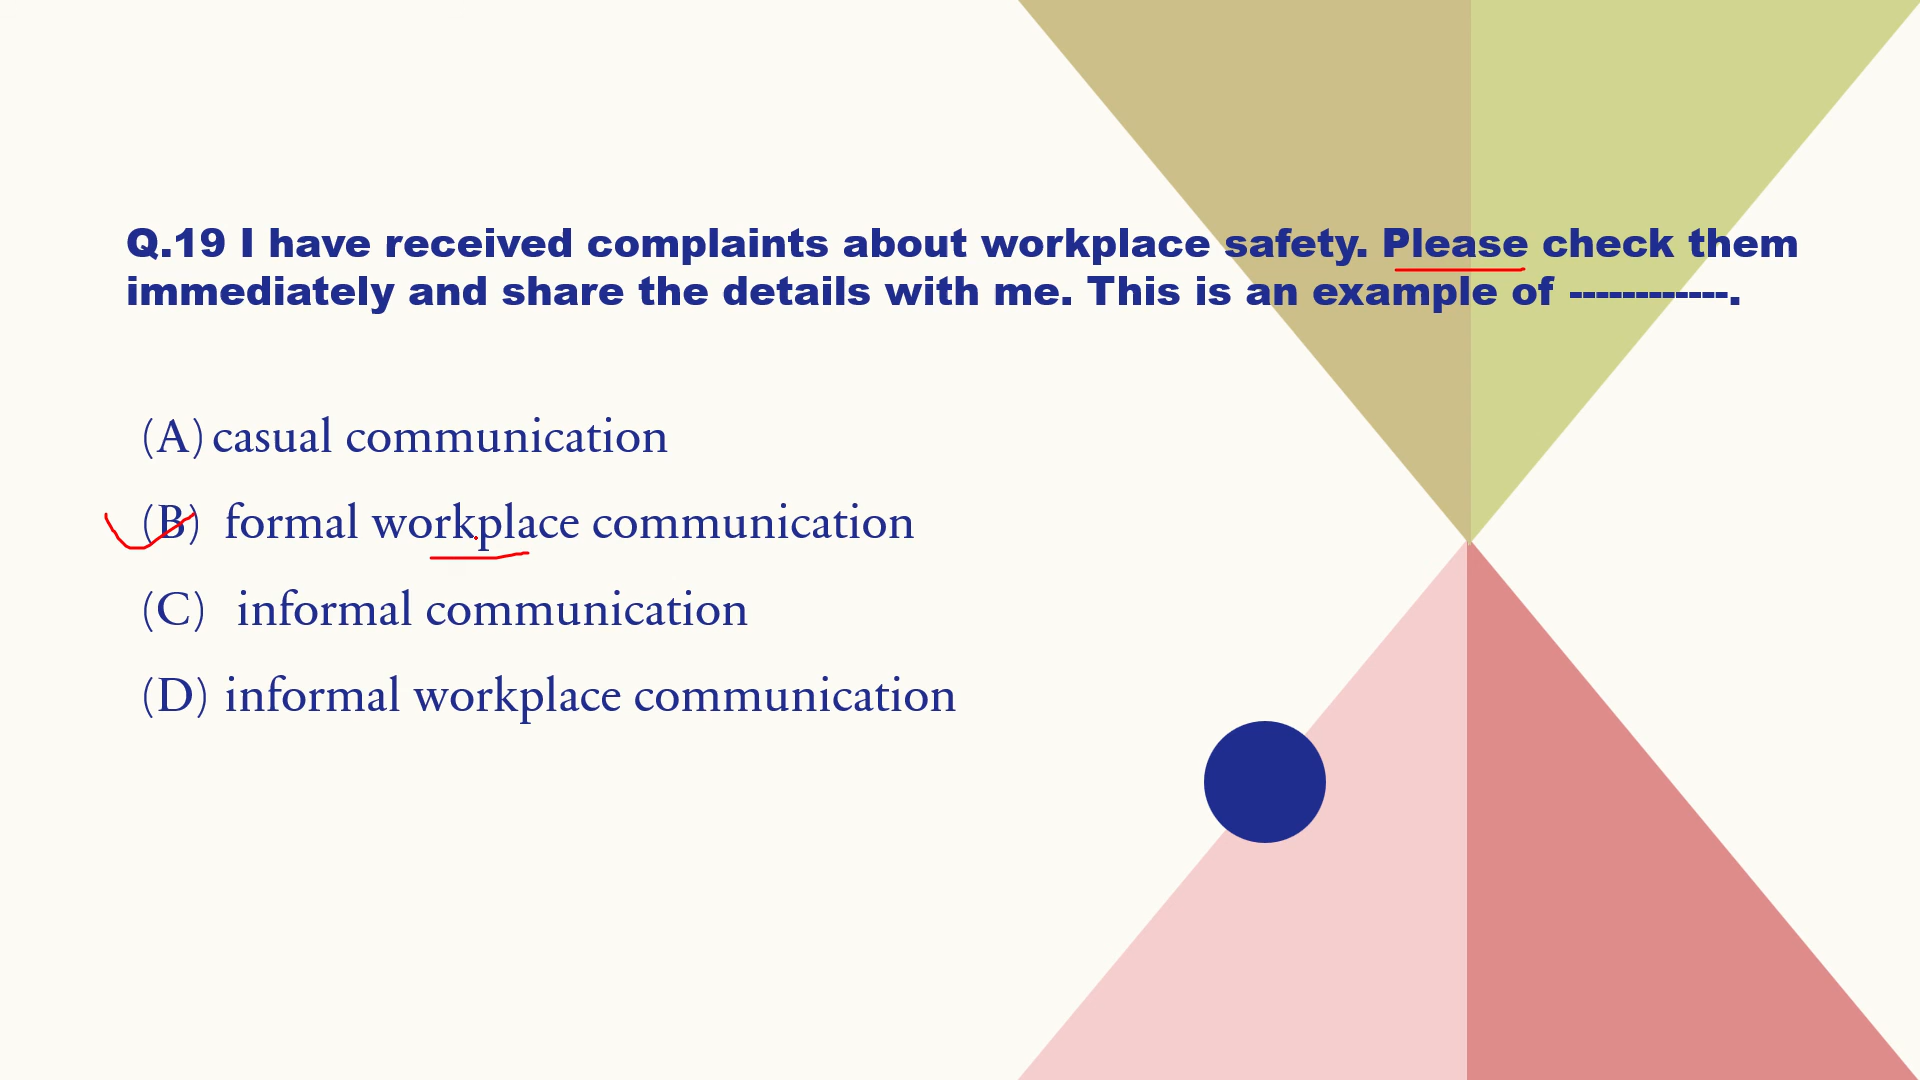 Q.19 I have received complaints about workplace safety. Please check them
immediately and share the details with me. This is an example of ------------.
(A) casual communication
(B) formal workplace communication
(C) informal communication
(D) informal workplace communication